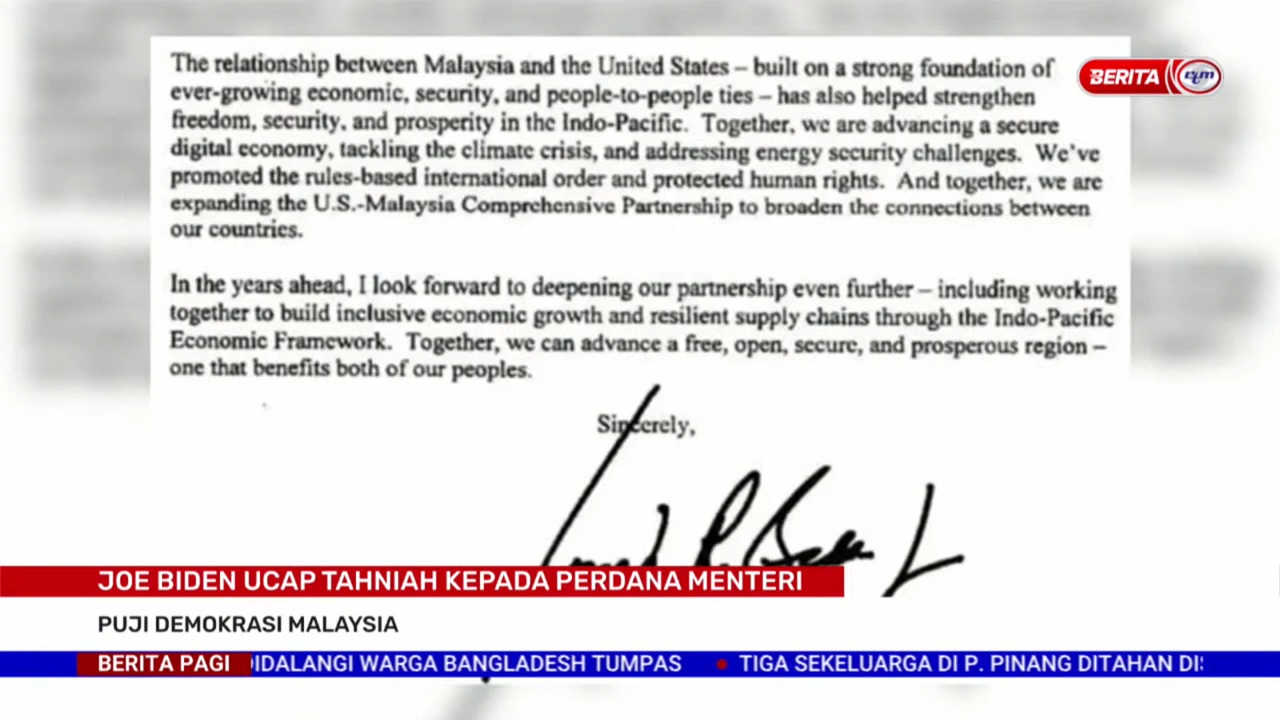 The relationship between Malaysia and the United States – built on a strong foundation of
ever-growing economic, security, and people-to-people ties – has also helped strengthen
freedom, security, and prosperity in the Indo-Pacific. Together, we are advancing a secure
digital economy, tackling the climate crisis, and addressing energy security challenges. We've
promoted the rules-based international order and protected human rights. And together, we are
expanding the U.S.-Malaysia Comprehensive Partnership to broaden the connections between
our countries.
In the years ahead, I look forward to deepening our partnership even further – including working
together to build inclusive economic growth and resilient supply chains through the Indo-Pacific
Economic Framework. Together, we can advance a free, open, secure, and prosperous region –
one that benefits both of our peoples.
Sincerely,
BERITA rtm
JOE BIDEN UCAP TAHNIAH KEPADA PERDANA MENTERI
PUJI DEMOKRASI MALAYSIA
BERITA PAGI DIDALANGI WARGA BANGLADESH TUMPAS • TIGA SEKELUARGA DI P. PINANG DITAHAN